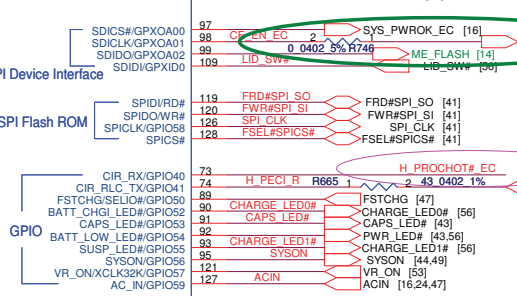 97
SDICS#/GPXOA00
SYS_PWROK_EC [16]
SDICLK/GPXOA01 98 CE_EN_EC 2
SDIDO/GPXOA02 99 0_0402_5% R746 ME_FLASH [14]
SDIDI/GPXID0 109 LID_SW# LID_SW# [56]
PI Device Interface
SPIDI/RD# 119 FRD#SPI_SO FRD#SPI_SO [41]
SPIDO/WR# 120 FWR#SPI_SI FWR#SPI_SI [41]
SPI Flash ROM
SPICLK/GPIO58 126 SPI_CLK SPI_CLK [41]
SPICS# 128 FSEL#SPICS# FSEL#SPICS# [41]
CIR_RX/GPIO40 73 H_PROCHOT#_EC
CIR_RLC_TX/GPIO41 74 H_PECI_R R665 1 2 43_0402_1%
FSTCHG/SELIO#/GPIO50 89 FSTCHG [47]
BATT_CHGI_LED#/GPIO52 90 CHARGE_LED0# CHARGE_LED0# [56]
CAPS_LED#/GPIO53 91 CAPS_LED# CAPS_LED# [43]
GPIO
BATT_LOW_LED#/GPIO54 92 PWR_LED# [43,56]
SUSP_LED#/GPIO55 93 CHARGE_LED1# CHARGE_LED1# [56]
SYSON/GPIO56 95 SYSON SYSON [44,49]
VR_ON/XCLK32K/GPIO57 121 VR_ON [53]
AC_IN/GPIO59 127 ACIN ACIN [16,24,47]